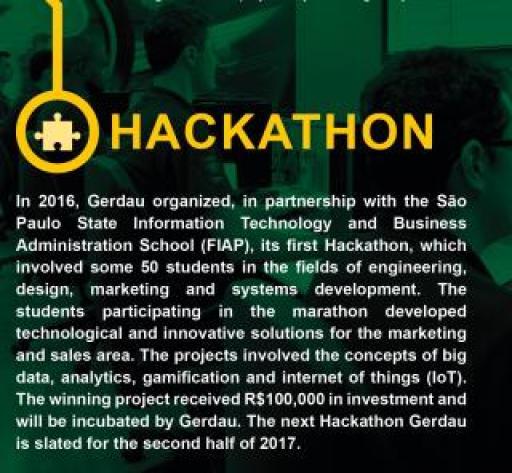 HACKATHON
In 2016, Gerdau organized, in partnership with the São
Paulo State Information Technology and Business
Administration School (FIAP), its first Hackathon, which
involved some 50 students in the fields of engineering,
design, marketing and systems development. The
students participating in the marathon developed
technological and innovative solutions for the marketing
and sales area. The projects involved the concepts of big
data, analytics, gamification and internet of things (IoT).
The winning project received R$100,000 in investment and
will be incubated by Gerdau. The next Hackathon Gerdau
is slated for the second half of 2017.